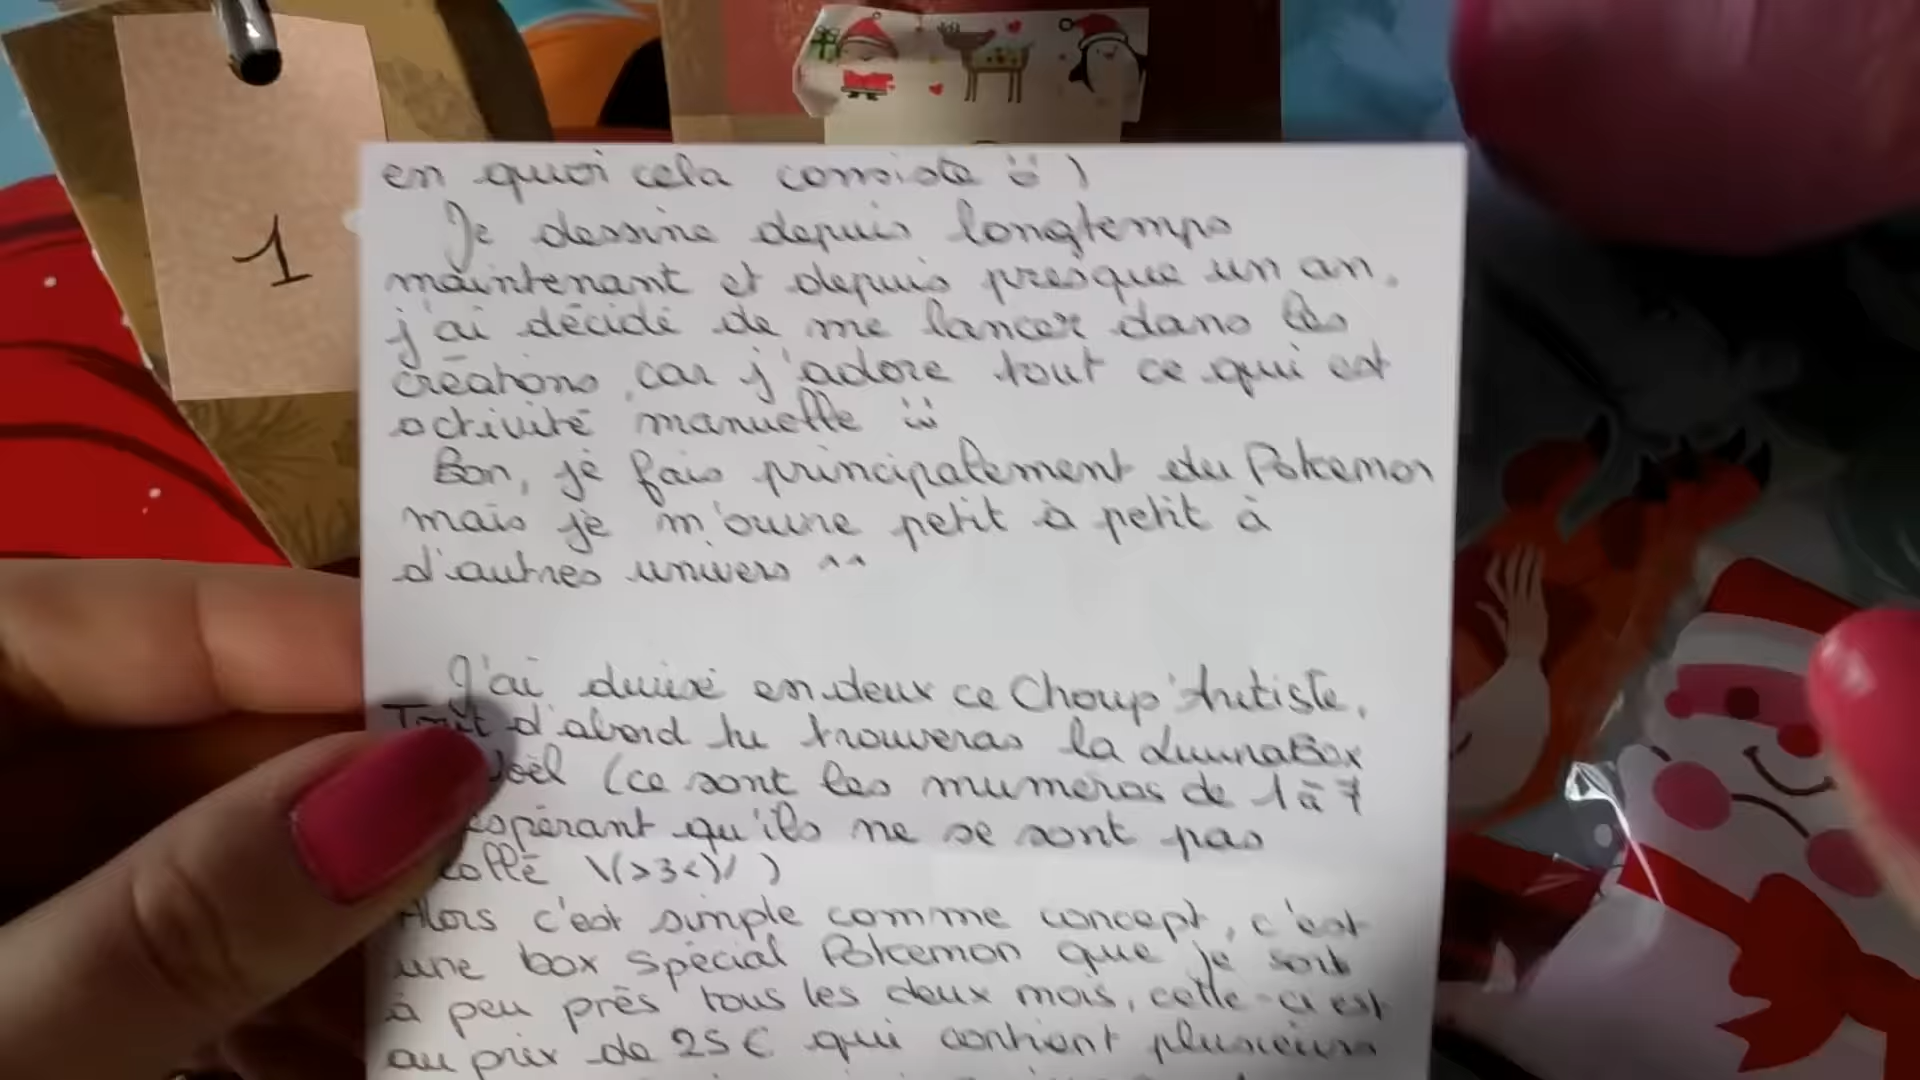 1
en quoi cela consiste ü )
Je dessine depuis longtemps
maintenant et depuis presque un an,
j'ai décidé de me lancer dans les
créations, car j'adore tout ce qui est
activité manuelle ü
Bon, je fais principalement du Pokemon
mais je m'ouvre petit à petit à
d'autres univers ^^
J'ai divisé en deux ce Choup'Autiste,
Tout d'abord tu trouveras la LuunaBox
Noël (ce sont les numeros de 1 à 7
espérant qu'ils ne se sont pas
collé \(>3<)/ )
Alors c'est simple comme concept, c'est
une box spécial Pokemon que je sors
à peu près tous les deux mois, celle-ci est
au prix de 25€ qui contient plusieurs